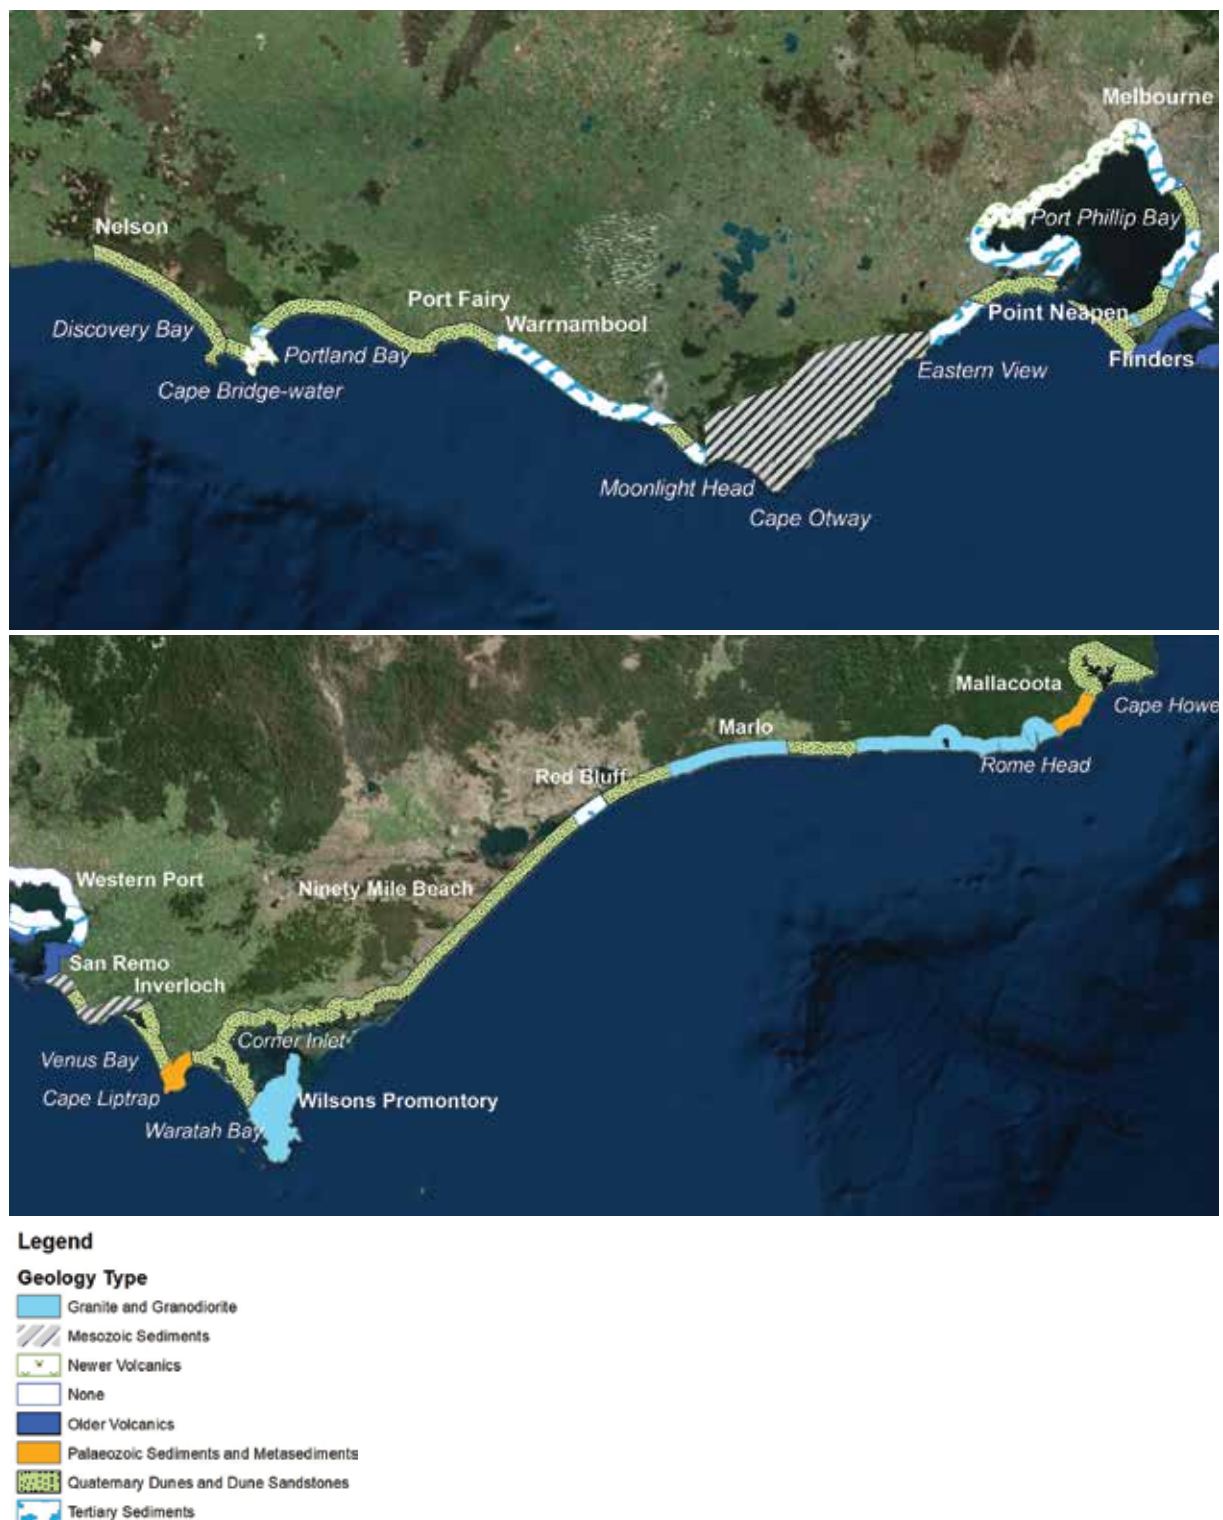 Melbourne
Nelson
Port Phillip Bay
Port Fairy
Discovery Bay
Warrnambool
Point Neapen
Portland Bay
Flinders
Cape Bridge-water
Eastern View
Moonlight Head
Cape Otway
Mallacoota
Cape Howe
Marlo
Rome Head
Red Bluff
Western Port
Ninety Mile Beach
San Remo
Inverloch
Corner Inlet
Venus Bay
Cape Liptrap
Wilsons Promontory
Waratah Bay
Legend
Geology Type
Granite and Granodiorite
Mesozoic Sediments
Newer Volcanics
None
Older Volcanics
Palaeozoic Sediments and Metasediments
Quaternary Dunes and Dune Sandstones
Tertiary Sediments